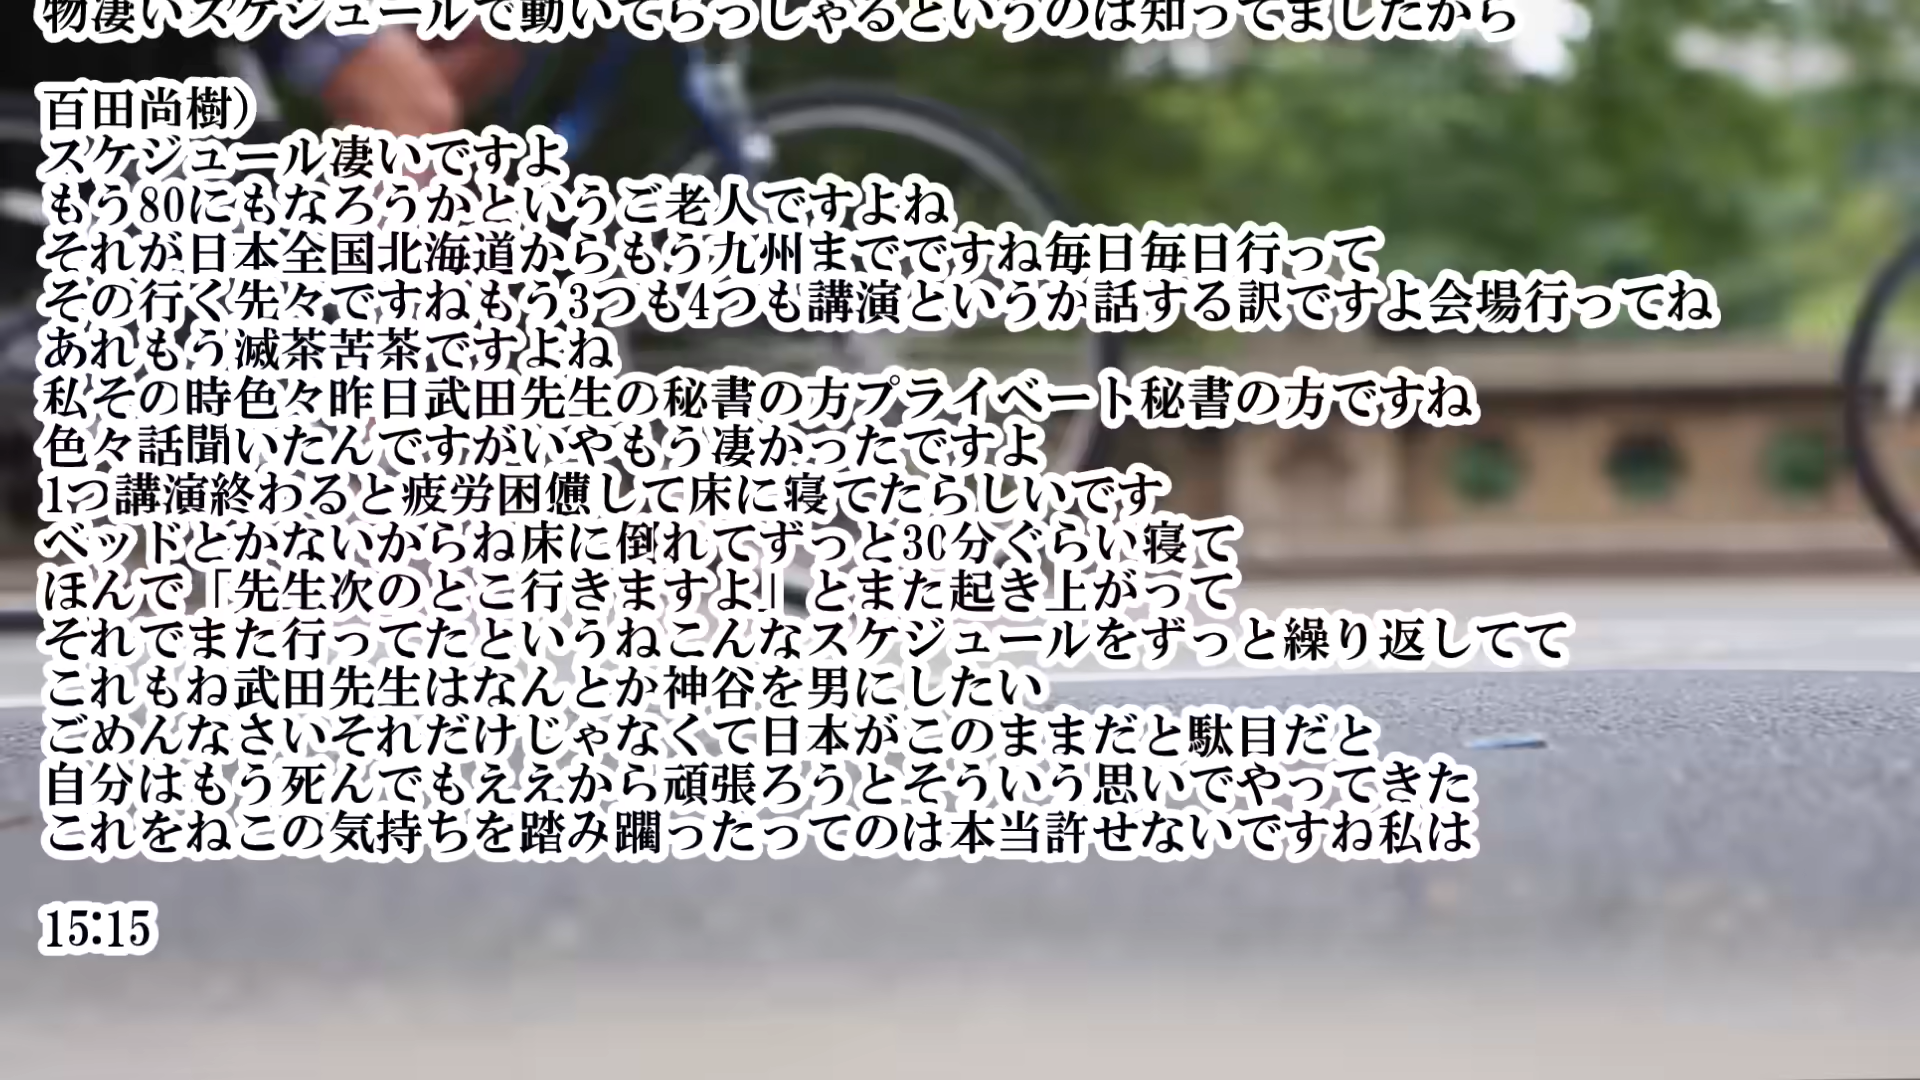 物凄いスケジュールで動いてらっしゃるというのは知ってましたから
百田尚樹）
スケジュール凄いですよ
もう80にもなろうかというご老人ですよね
それが日本全国北海道からもう九州までですね毎日毎日行って
その行く先々ですねもう3つも4つも講演というか話する訳ですよ会場行ってね
あれもう滅茶苦茶ですよね
私その時色々昨日武田先生の秘書の方プライベート秘書の方ですね
色々話聞いたんですがいやもう凄かったですよ
1つ講演終わると疲労困憊して床に寝てたらしいです
ベッドとかないからね床に倒れてずっと30分ぐらい寝て
ほんで「先生次のとこ行きますよ」とまた起き上がって
それでまた行ってたというねこんなスケジュールをずっと繰り返してて
これもね武田先生はなんとか神谷を男にしたい
ごめんなさいそれだけじゃなくて日本がこのままだと駄目だと
自分はもう死んでもええから頑張ろうとそういう思いでやってきた
これをねこの気持ちを踏み躙ったってのは本当許せないですね私は
15:15